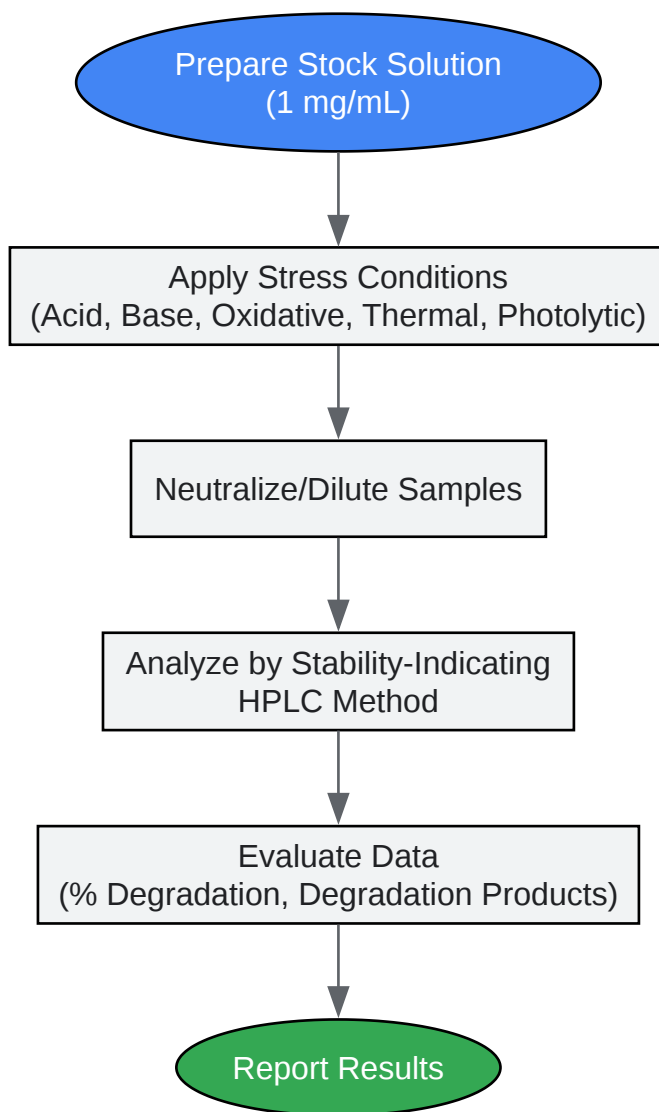 Prepare Stock Solution
(1 mg/mL)
Apply Stress Conditions
(Acid, Base, Oxidative, Thermal, Photolytic)
Neutralize/Dilute Samples
Analyze by Stability-Indicating
HPLC Method
Evaluate Data
(% Degradation, Degradation Products)
Report Results